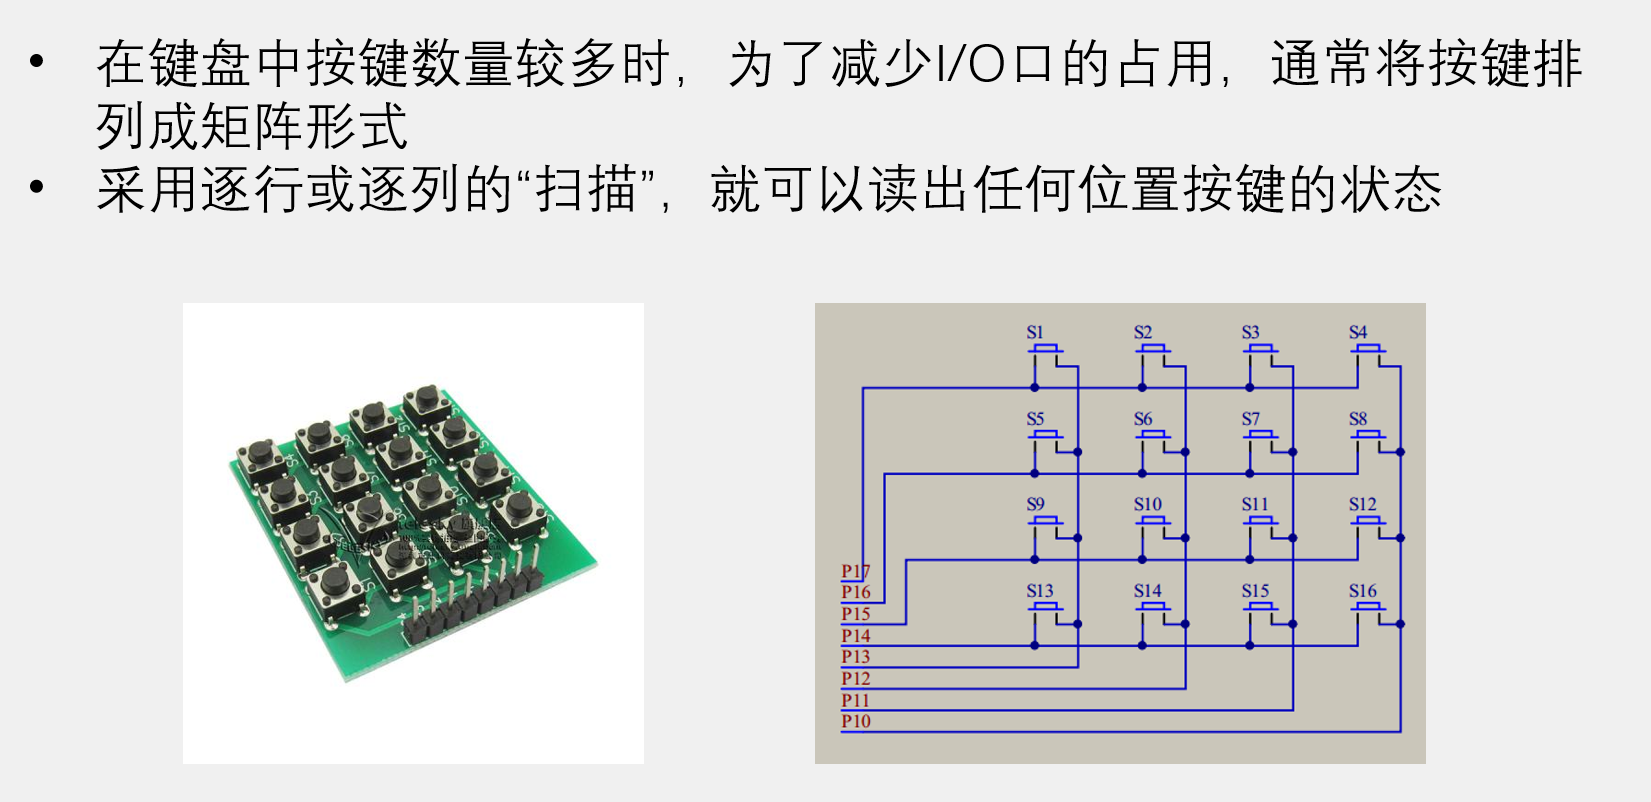 • 在键盘中按键数量较多时，为了减少I/O口的占用，通常将按键排
列成矩阵形式
• 采用逐行或逐列的“扫描”，就可以读出任何位置按键的状态
S1 S2 S3 S4
S5 S6 S7 S8
S9 S10 S11 S12
P17
P16
S13 S14 S15 S16
P15
P14
P13
P12
P11
P10